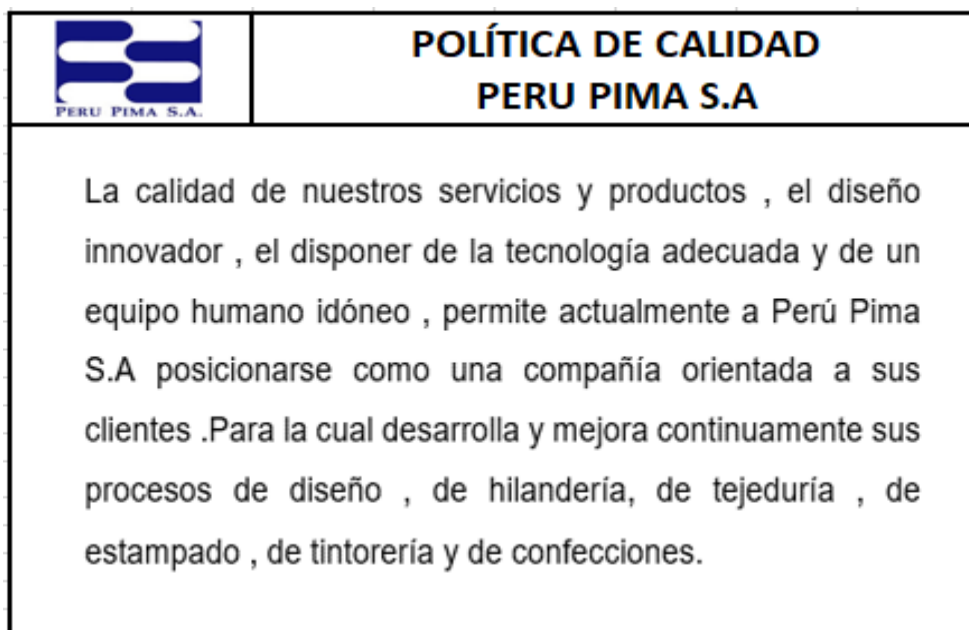 PERU PIMA S.A.
POLÍTICA DE CALIDAD
PERU PIMA S.A
La calidad de nuestros servicios y productos , el diseño
innovador , el disponer de la tecnología adecuada y de un
equipo humano idóneo , permite actualmente a Perú Pima
S.A posicionarse como una compañía orientada a sus
clientes .Para la cual desarrolla y mejora continuamente sus
procesos de diseño , de hilandería, de tejeduría , de
estampado , de tintorería y de confecciones.